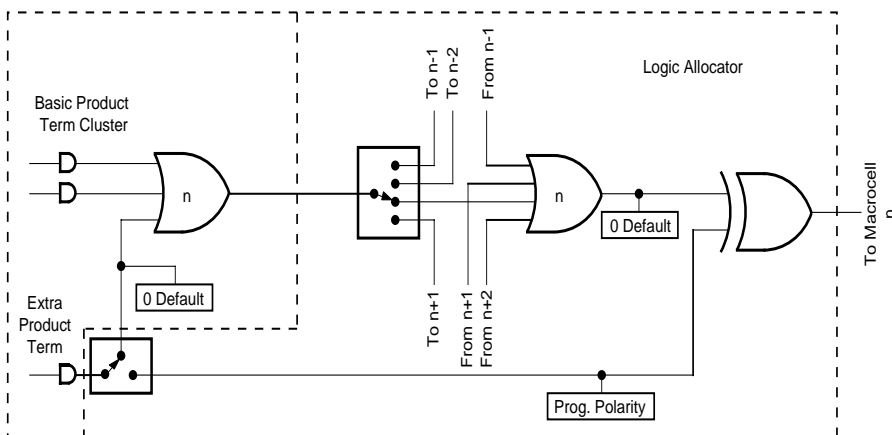 To n-1
To n-2
From n-1
Logic Allocator
Basic Product
Term Cluster
n
n
0 Default
To Macrocell
n
0 Default
To n+1
From n+1
From n+2
Extra
Product
Term
Prog. Polarity